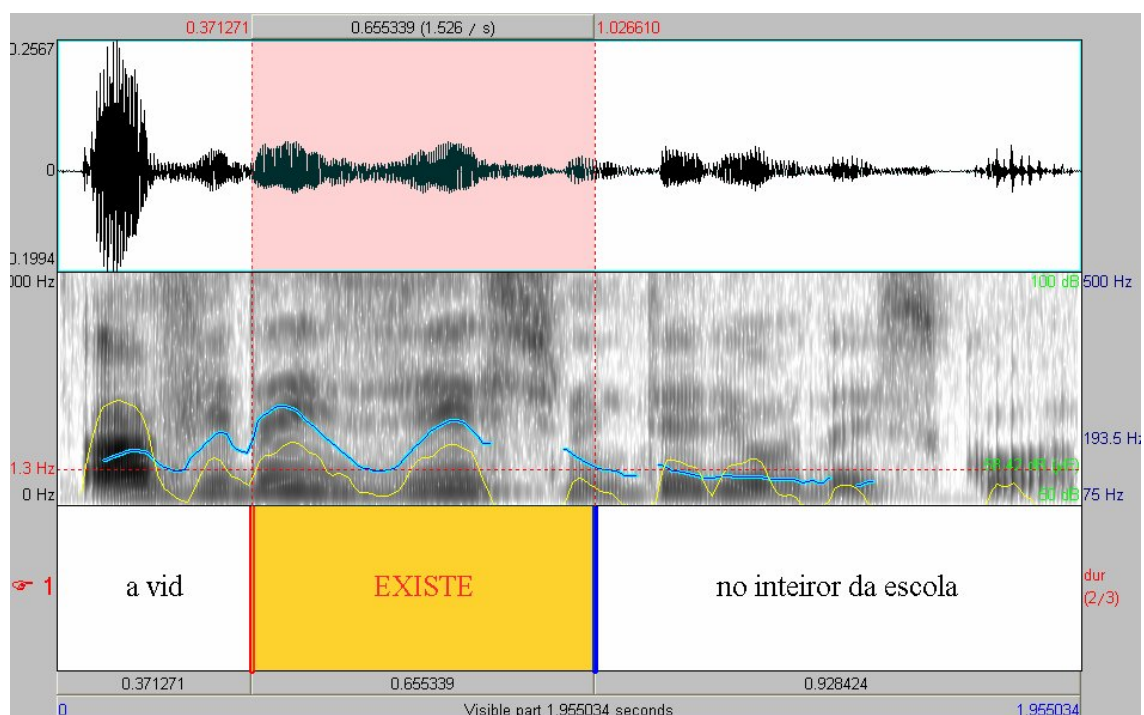 0.371271 0.655339 (1.526 / s) 1.026610
0.2567
0
0.1994
000 Hz 100 dB 500 Hz
193.5 Hz
1.3 Hz
0 Hz 50 dB 75 Hz
1 a vid EXISTE no inteiror da escola dur
(2/3)
0.371271 0.655339 0.928424
0 Visible part 1.955034 seconds 1.955034